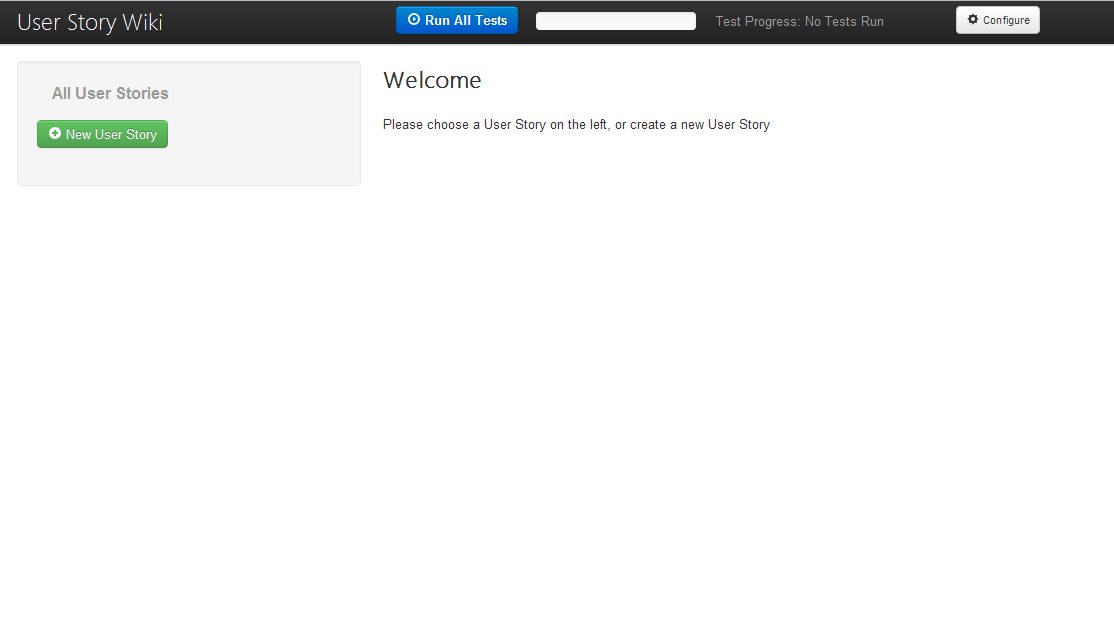 User Story Wiki
Run All Tests
Test Progress: No Tests Run
Configure
All User Stories
New User Story
Welcome
Please choose a User Story on the left, or create a new User Story